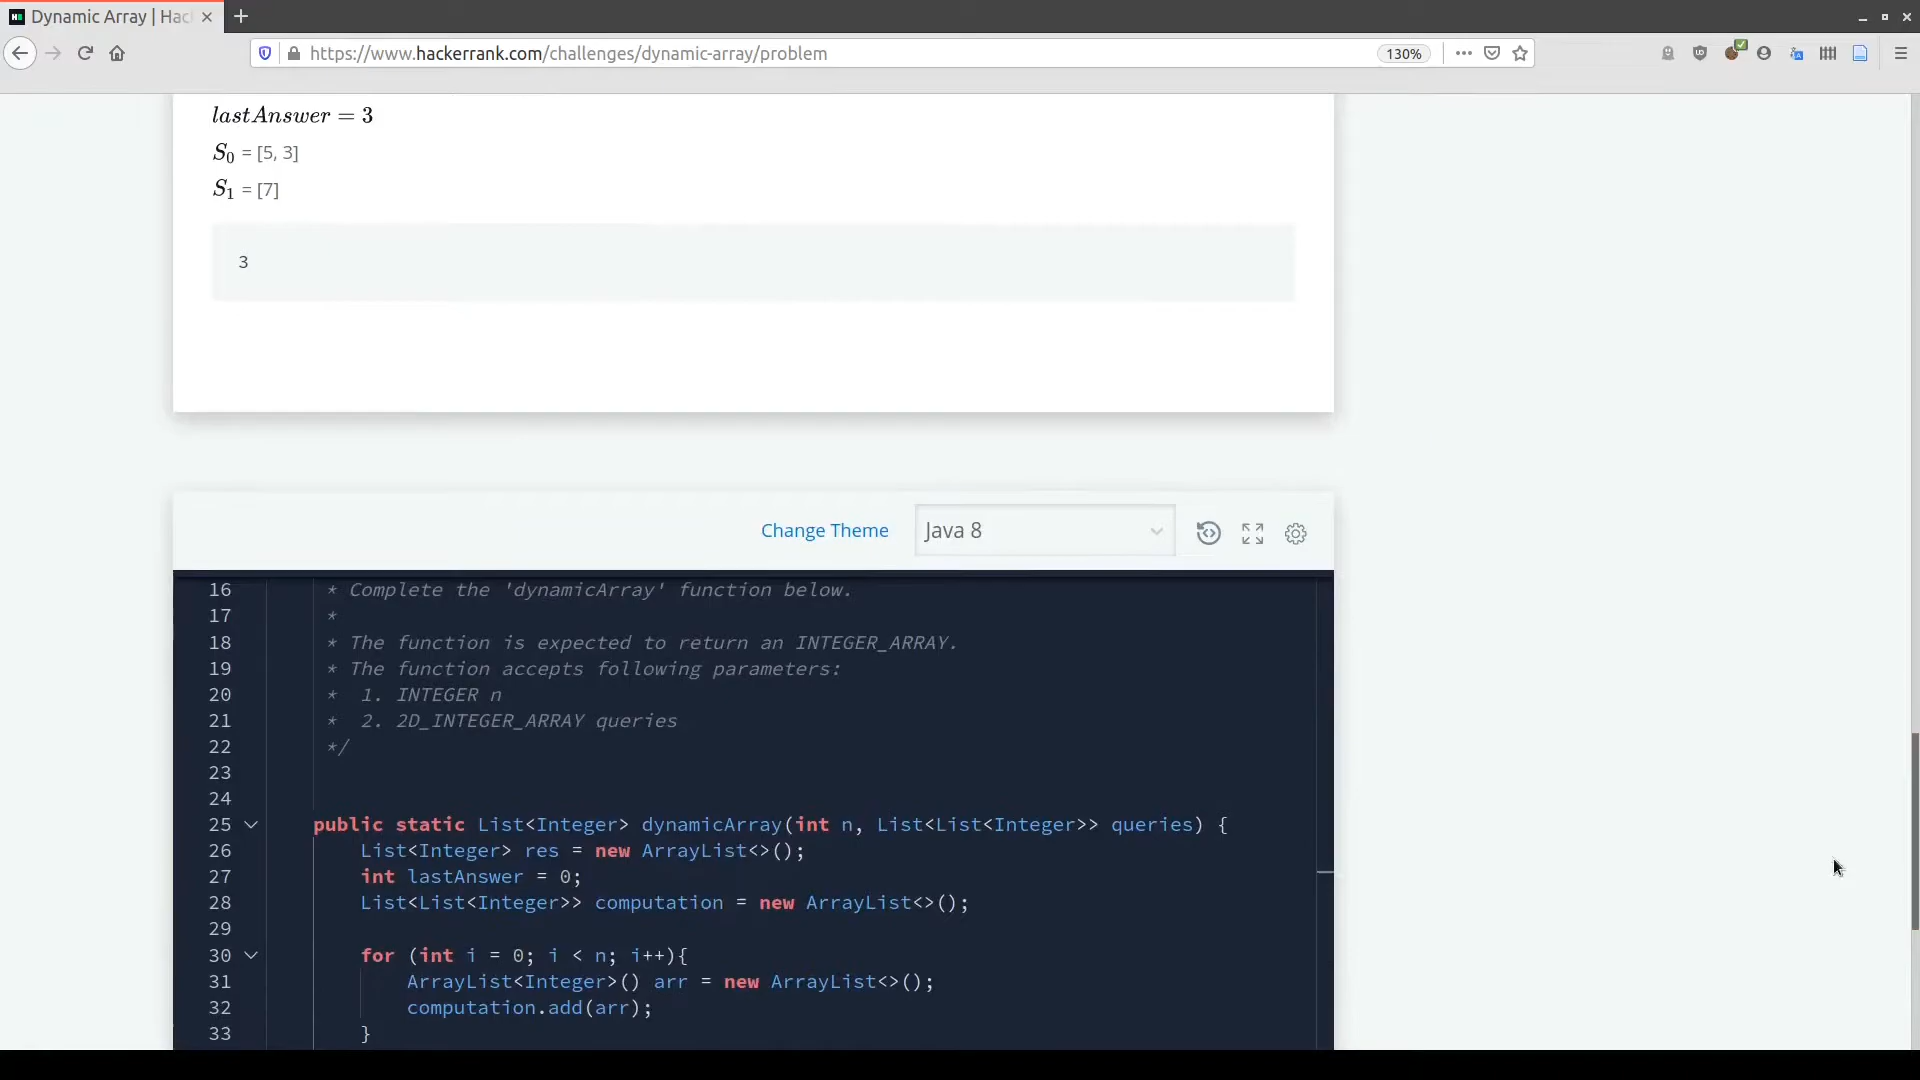 Dynamic Array | Hac
https://www.hackerrank.com/challenges/dynamic-array/problem
130%
lastAnswer = 3
S0 = [5, 3]
S1 = [7]
3
Change Theme
Java 8
16 * Complete the 'dynamicArray' function below.
17 *
18 * The function is expected to return an INTEGER_ARRAY.
19 * The function accepts following parameters:
20 *  1. INTEGER n
21 *  2. 2D_INTEGER_ARRAY queries
22 */
23
24
25 public static List<Integer> dynamicArray(int n, List<List<Integer>> queries) {
26 List<Integer> res = new ArrayList<>();
27 int lastAnswer = 0;
28 List<List<Integer>> computation = new ArrayList<>();
29
30 for (int i = 0; i < n; i++){
31 ArrayList<Integer>() arr = new ArrayList<>();
32 computation.add(arr);
33 }